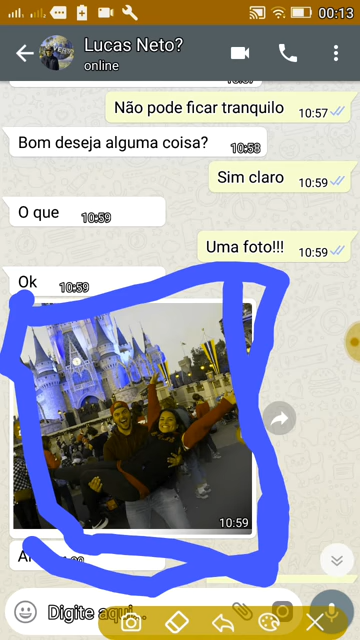 00:13
Lucas Neto?
online
Não pode ficar tranquilo 10:57
Bom deseja alguma coisa? 10:58
Sim claro 10:59
O que 10:59
Uma foto!!! 10:59
Ok 10:59
10:59
Digite aqui...